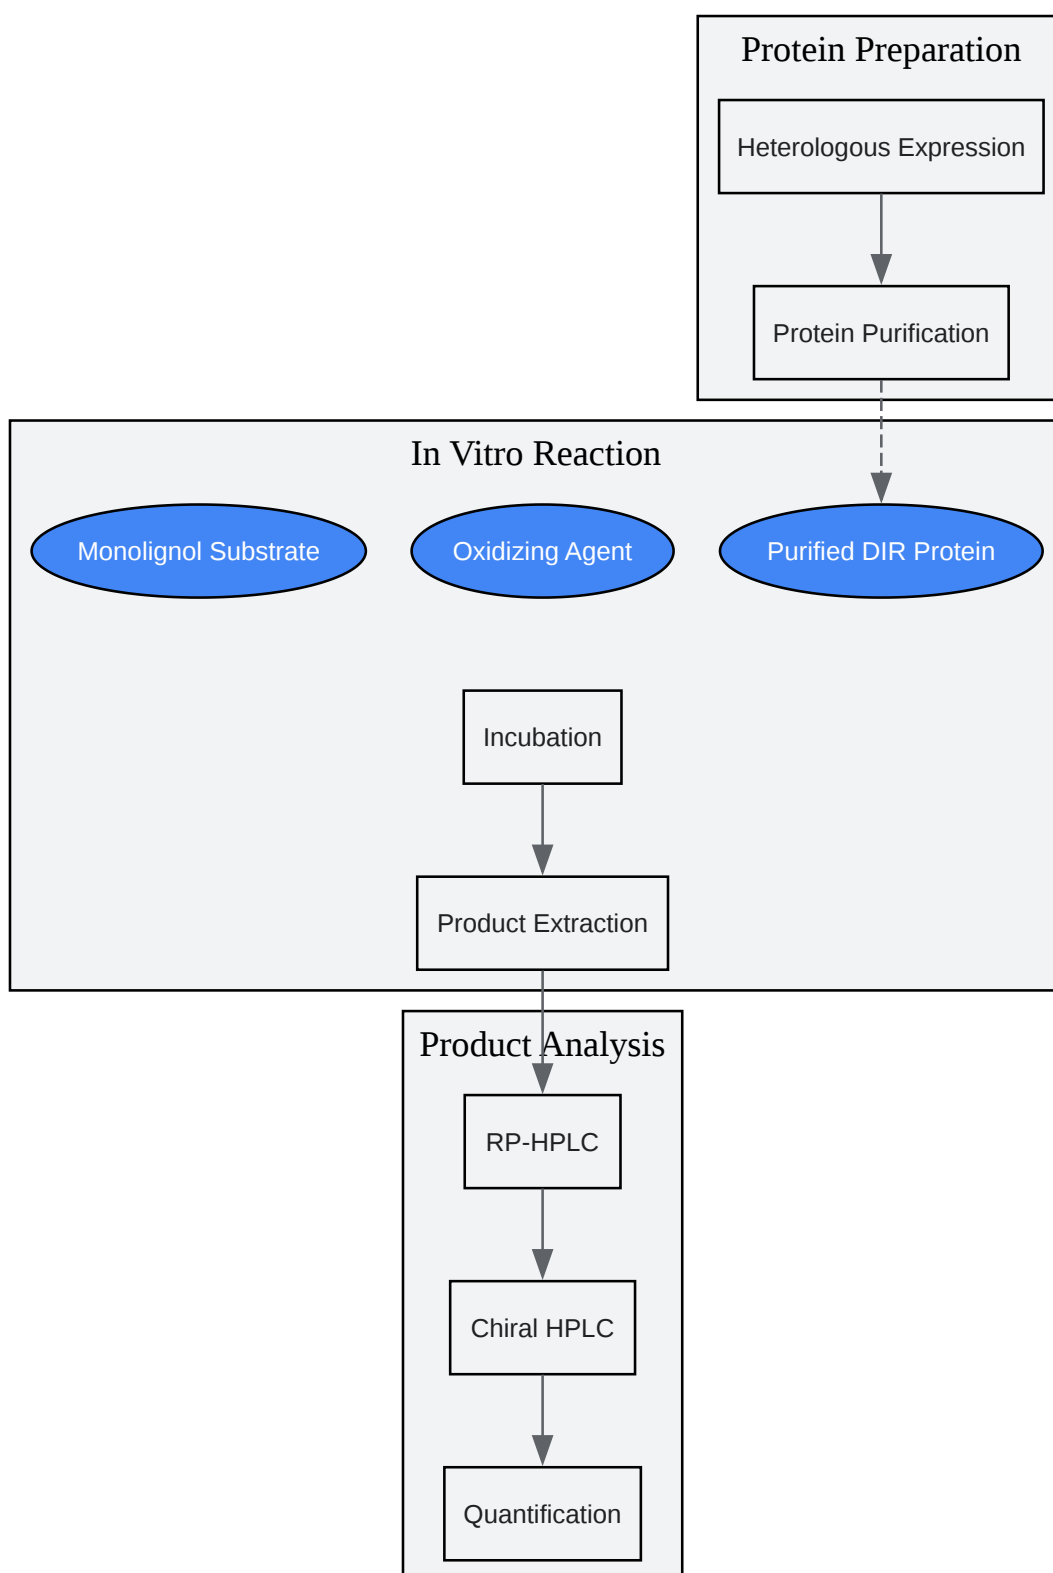 Protein Preparation
Heterologous Expression
Protein Purification
In Vitro Reaction
Monolignol Substrate
Oxidizing Agent
Purified DIR Protein
Incubation
Product Extraction
Product Analysis
RP-HPLC
Chiral HPLC
Quantification